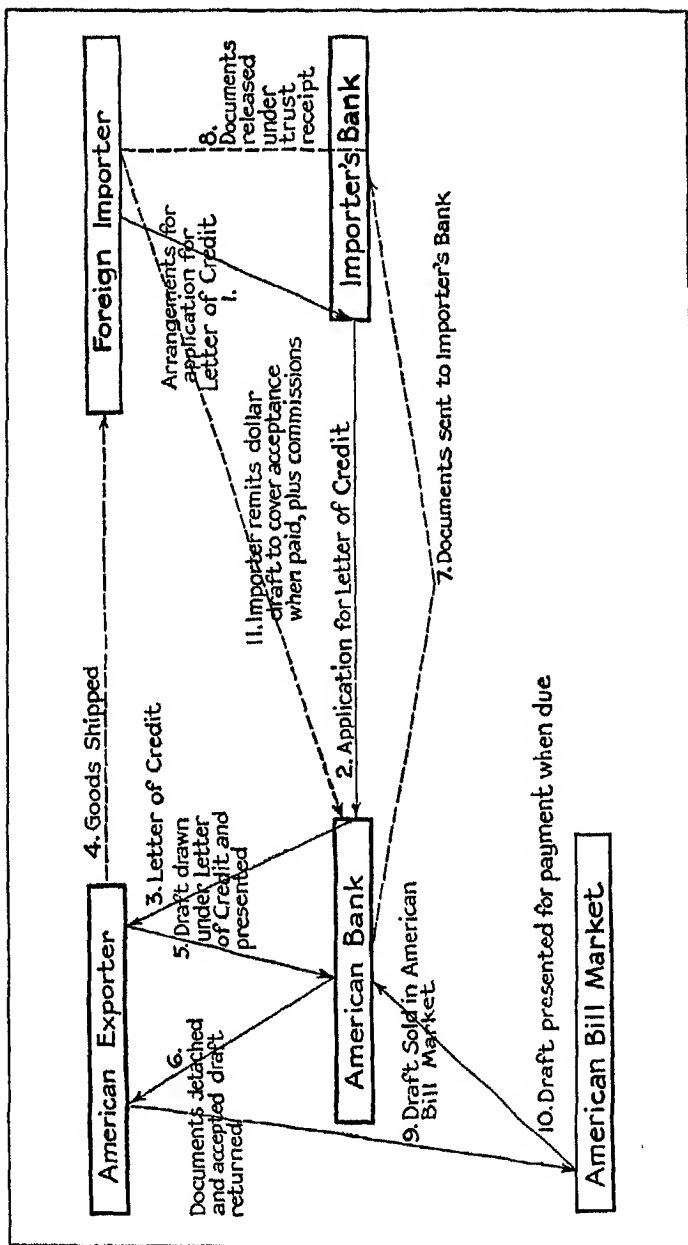 American Exporter
4. Goods Shipped
Foreign Importer
3. Letter of Credit
5. Draft drawn
under Letter
of Credit and
presented
6.
Documents detached
and accepted draft
returned
Arrangements for
application for
Letter of Credit
1.
8.
Documents
released
under
trust
receipt
11. Importer remits dollar
draft to cover acceptance
when paid, plus commissions
2. Application for Letter of Credit
American Bank
Importer's Bank
9. Draft Sold in American
Bill Market
7. Documents sent to Importer's Bank
10. Draft presented for payment when due
American Bill Market